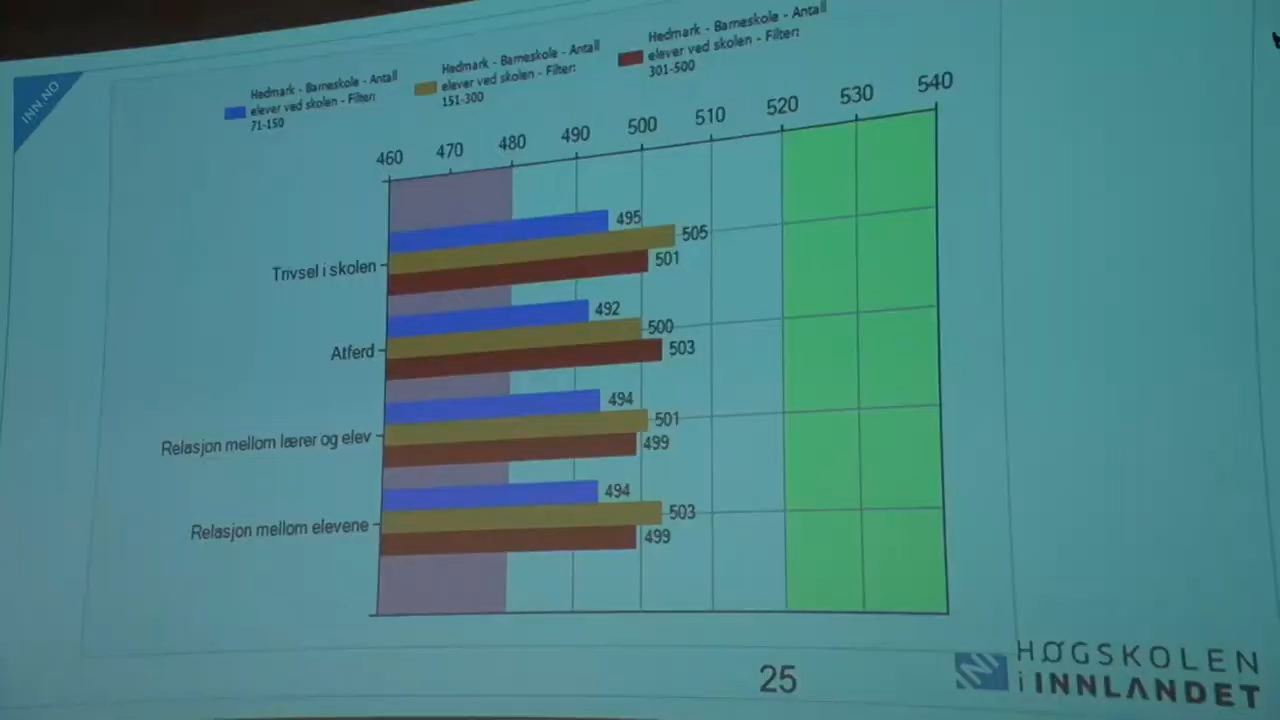 INN.NO
Hedmark - Barneskole - Antall
elever ved skolen - Filter:
71-150
Hedmark - Barneskole - Antall
elever ved skolen - Filter:
151-300
Hedmark - Barneskole - Antall
elever ved skolen - Filter:
301-500
460 470 480 490 500 510 520 530 540
Trivsel i skolen
495
505
501
Atferd
492
500
503
Relasjon mellom lærer og elev
494
501
499
Relasjon mellom elevene
494
503
499
25
HØGSKOLEN
i INNLANDET